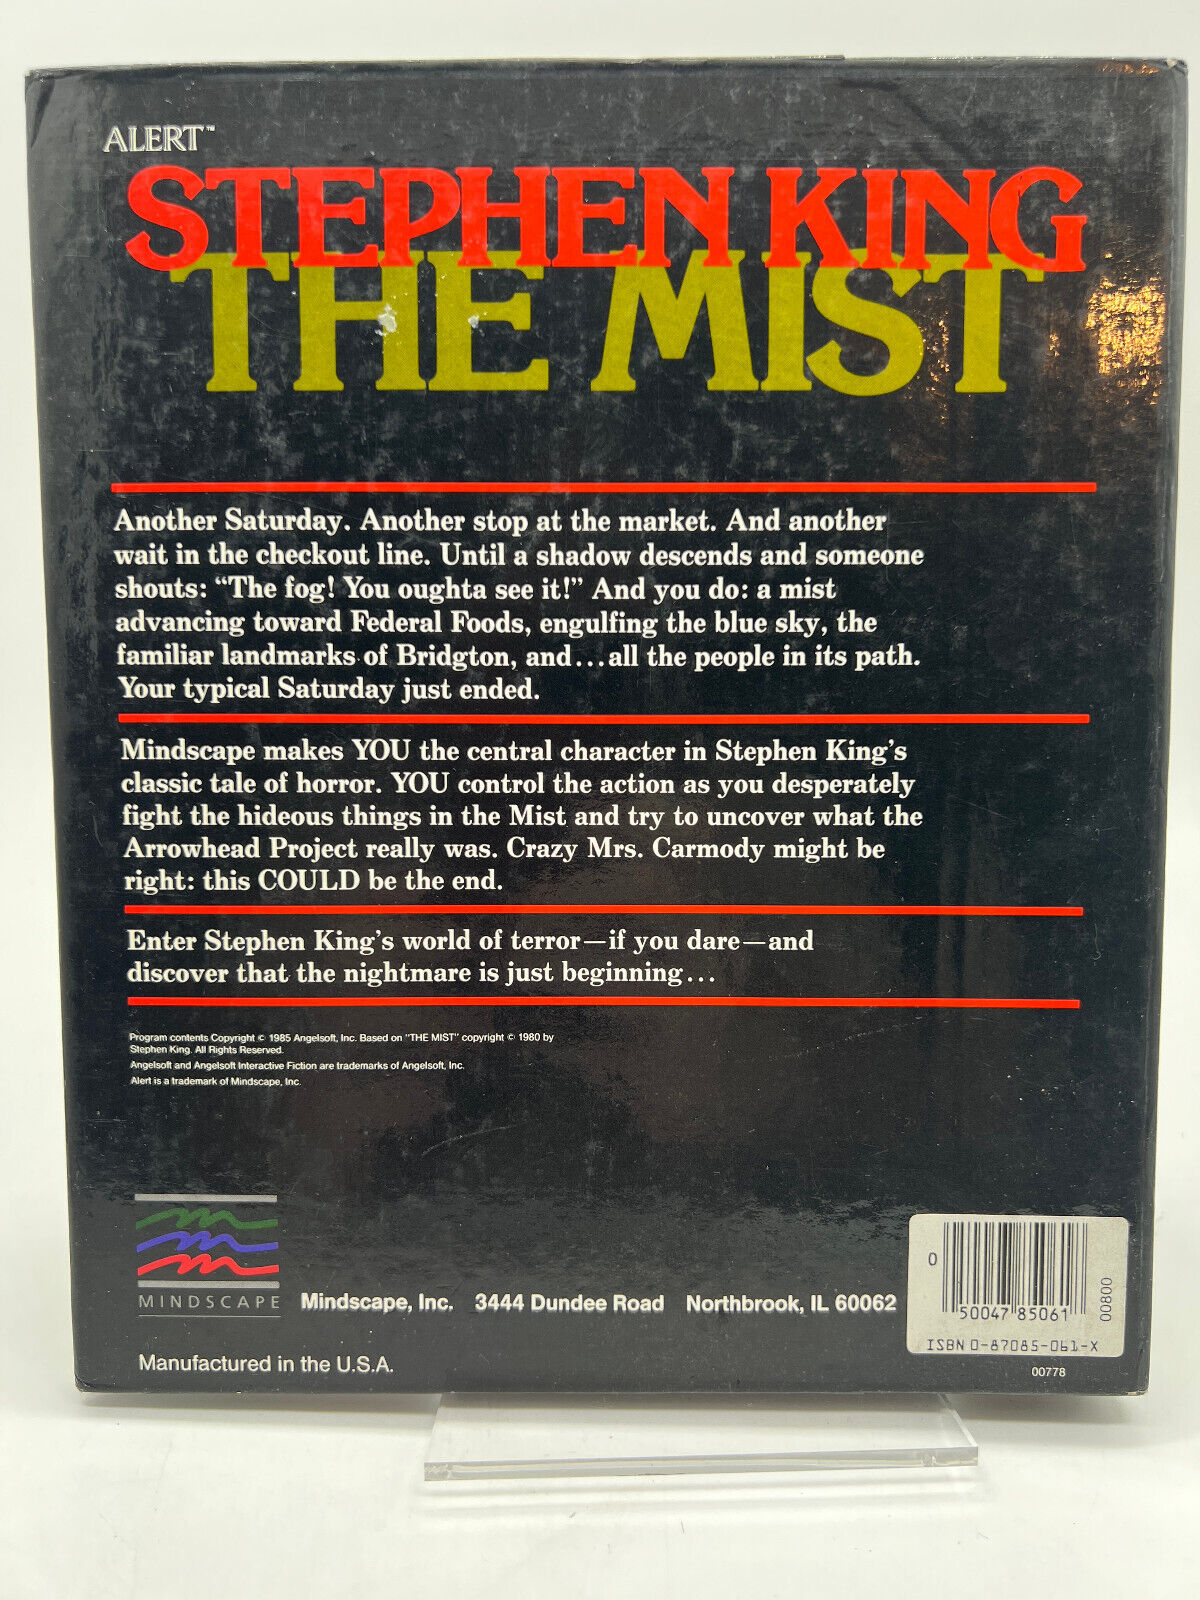 ALERT™
STEPHEN KING
THE MIST
Another Saturday. Another stop at the market. And another
wait in the checkout line. Until a shadow descends and someone
shouts: “The fog! You oughta see it!” And you do: a mist
advancing toward Federal Foods, engulfing the blue sky, the
familiar landmarks of Bridgton, and...all the people in its path.
Your typical Saturday just ended.
Mindscape makes YOU the central character in Stephen King’s
classic tale of horror. YOU control the action as you desperately
fight the hideous things in the Mist and try to uncover what the
Arrowhead Project really was. Crazy Mrs. Carmody might be
right: this COULD be the end.
Enter Stephen King’s world of terror—if you dare—and
discover that the nightmare is just beginning...
Program contents Copyright © 1985 Angelsoft, Inc. Based on "THE MIST" copyright © 1980 by
Stephen King. All Rights Reserved.
Angelsoft and Angelsoft Interactive Fiction are trademarks of Angelsoft, Inc.
Alert is a trademark of Mindscape, Inc.
MINDSCAPE
Mindscape, Inc. 3444 Dundee Road Northbrook, IL 60062
Manufactured in the U.S.A.
0
50047 85061
00800
ISBN 0-87085-061-X
00778